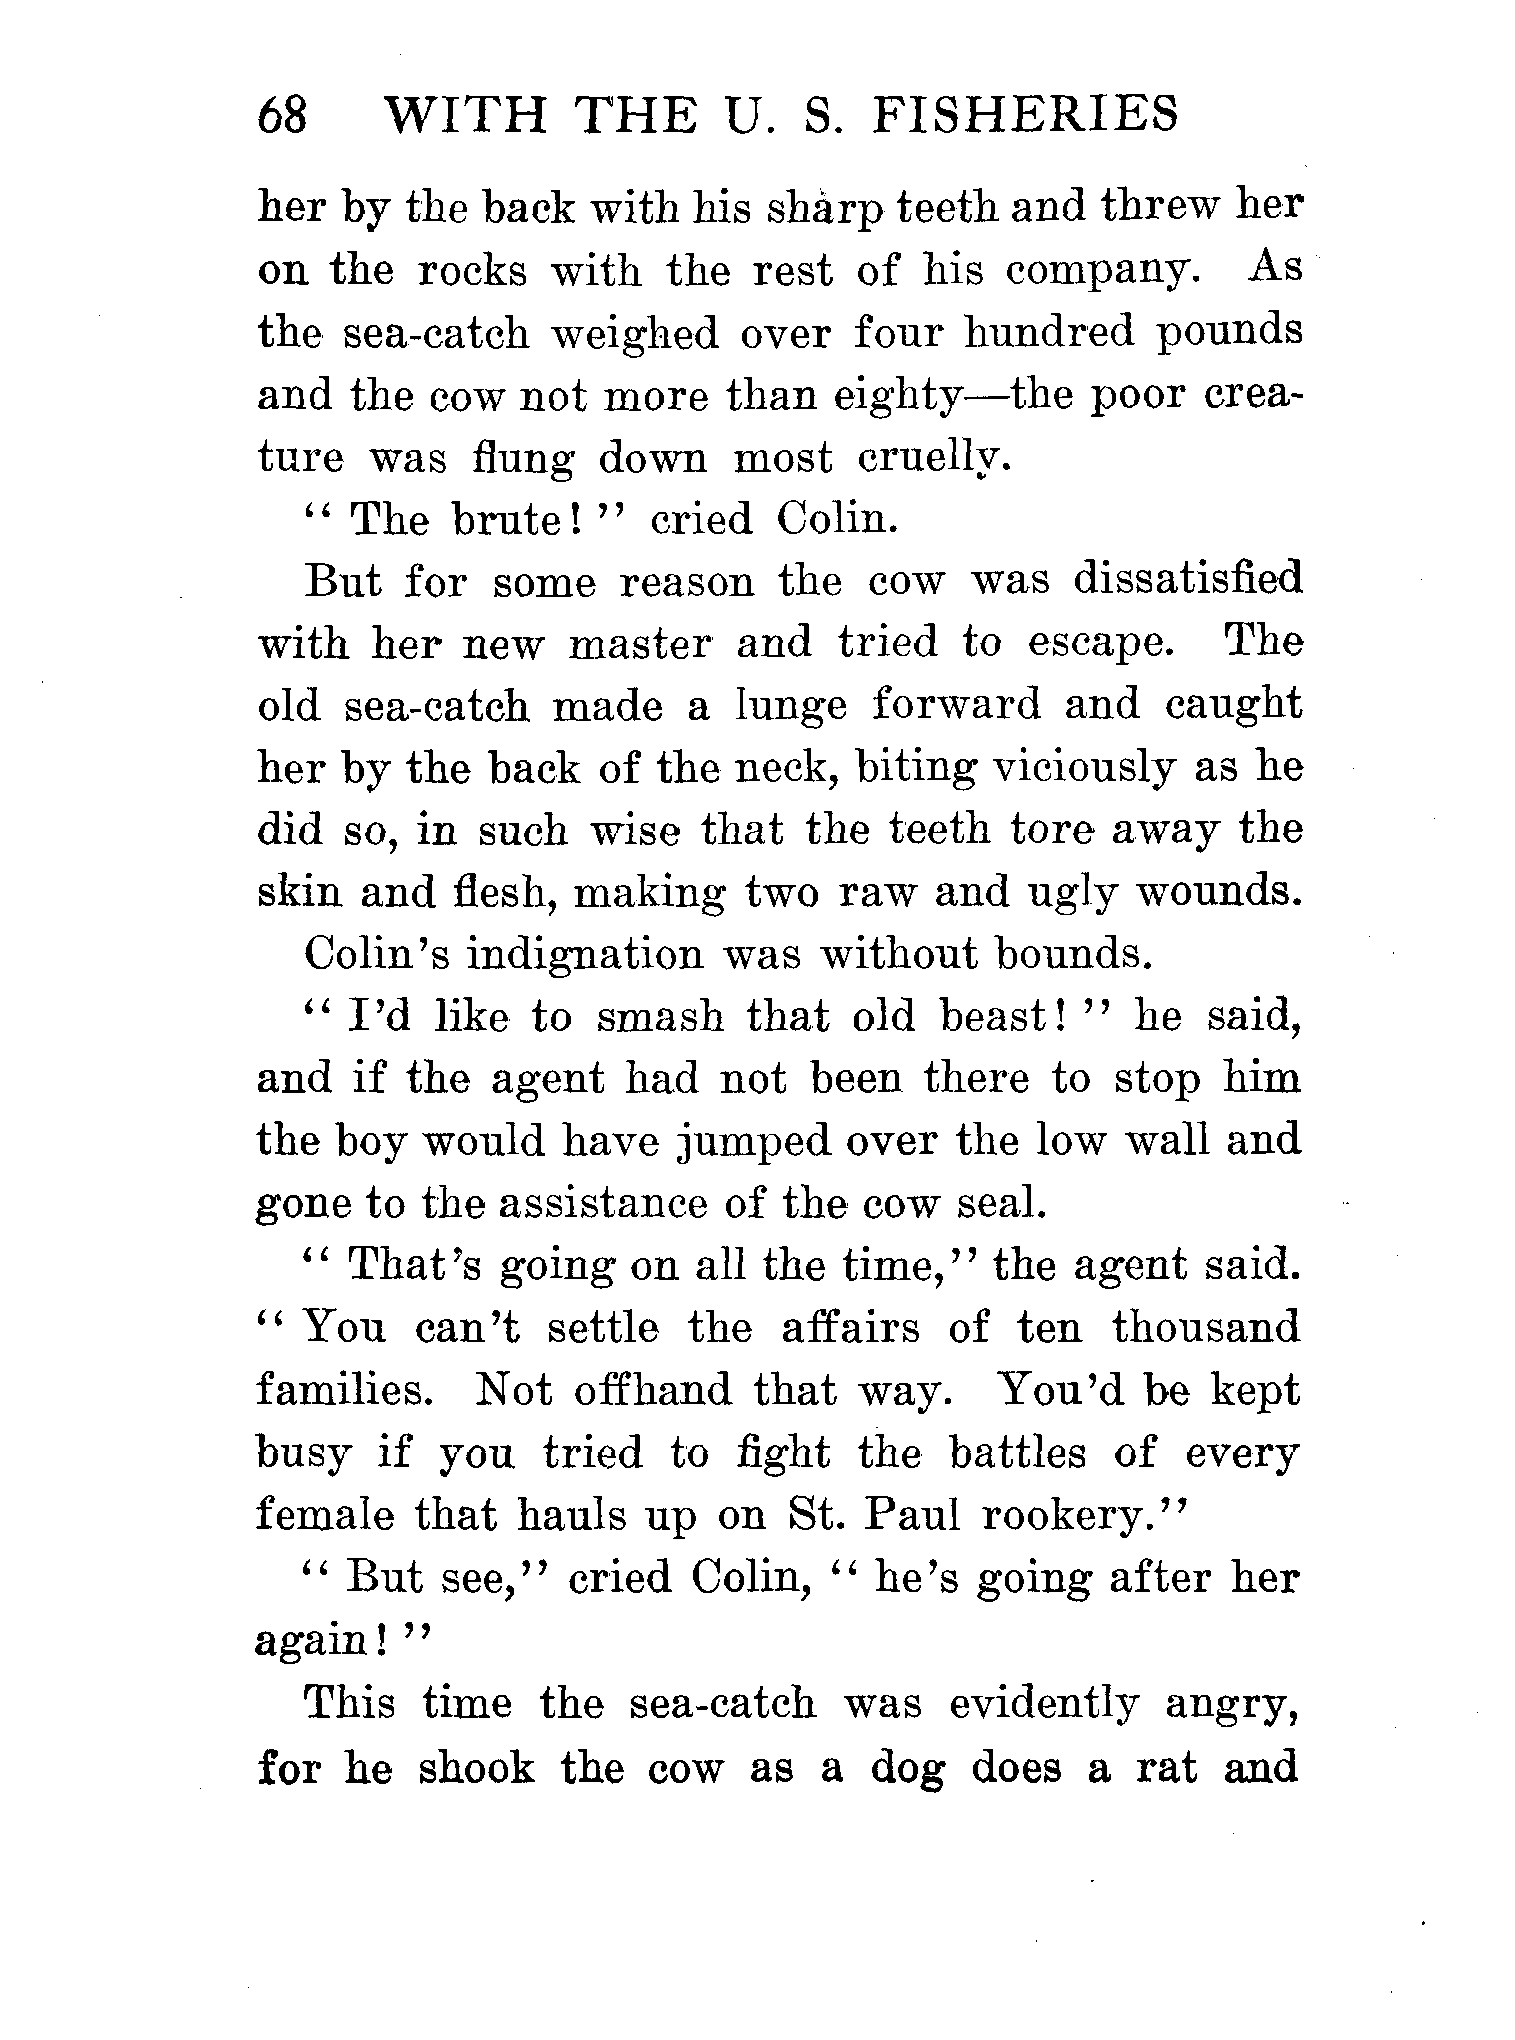 68 WITH THE U. S. FISHERIES
her by the back with his sharp teeth and threw her
on the rocks with the rest of his company. As
the sea-catch weighed over four hundred pounds
and the cow not more than eighty—the poor crea-
ture was flung down most cruelly.
“ The brute! ” cried Colin.
But for some reason the cow was dissatisfied
with her new master and tried to escape. The
old sea-catch made a lunge forward and caught
her by the back of the neck, biting viciously as he
did so, in such wise that the teeth tore away the
skin and flesh, making two raw and ugly wounds.
Colin’s indignation was without bounds.
“ I’d like to smash that old beast! ” he said,
and if the agent had not been there to stop him
the boy would have jumped over the low wall and
gone to the assistance of the cow seal.
“ That’s going on all the time,” the agent said.
“ You can’t settle the affairs of ten thousand
families. Not offhand that way. You’d be kept
busy if you tried to fight the battles of every
female that hauls up on St. Paul rookery.”
“ But see,” cried Colin, “ he’s going after her
again! ”
This time the sea-catch was evidently angry,
for he shook the cow as a dog does a rat and